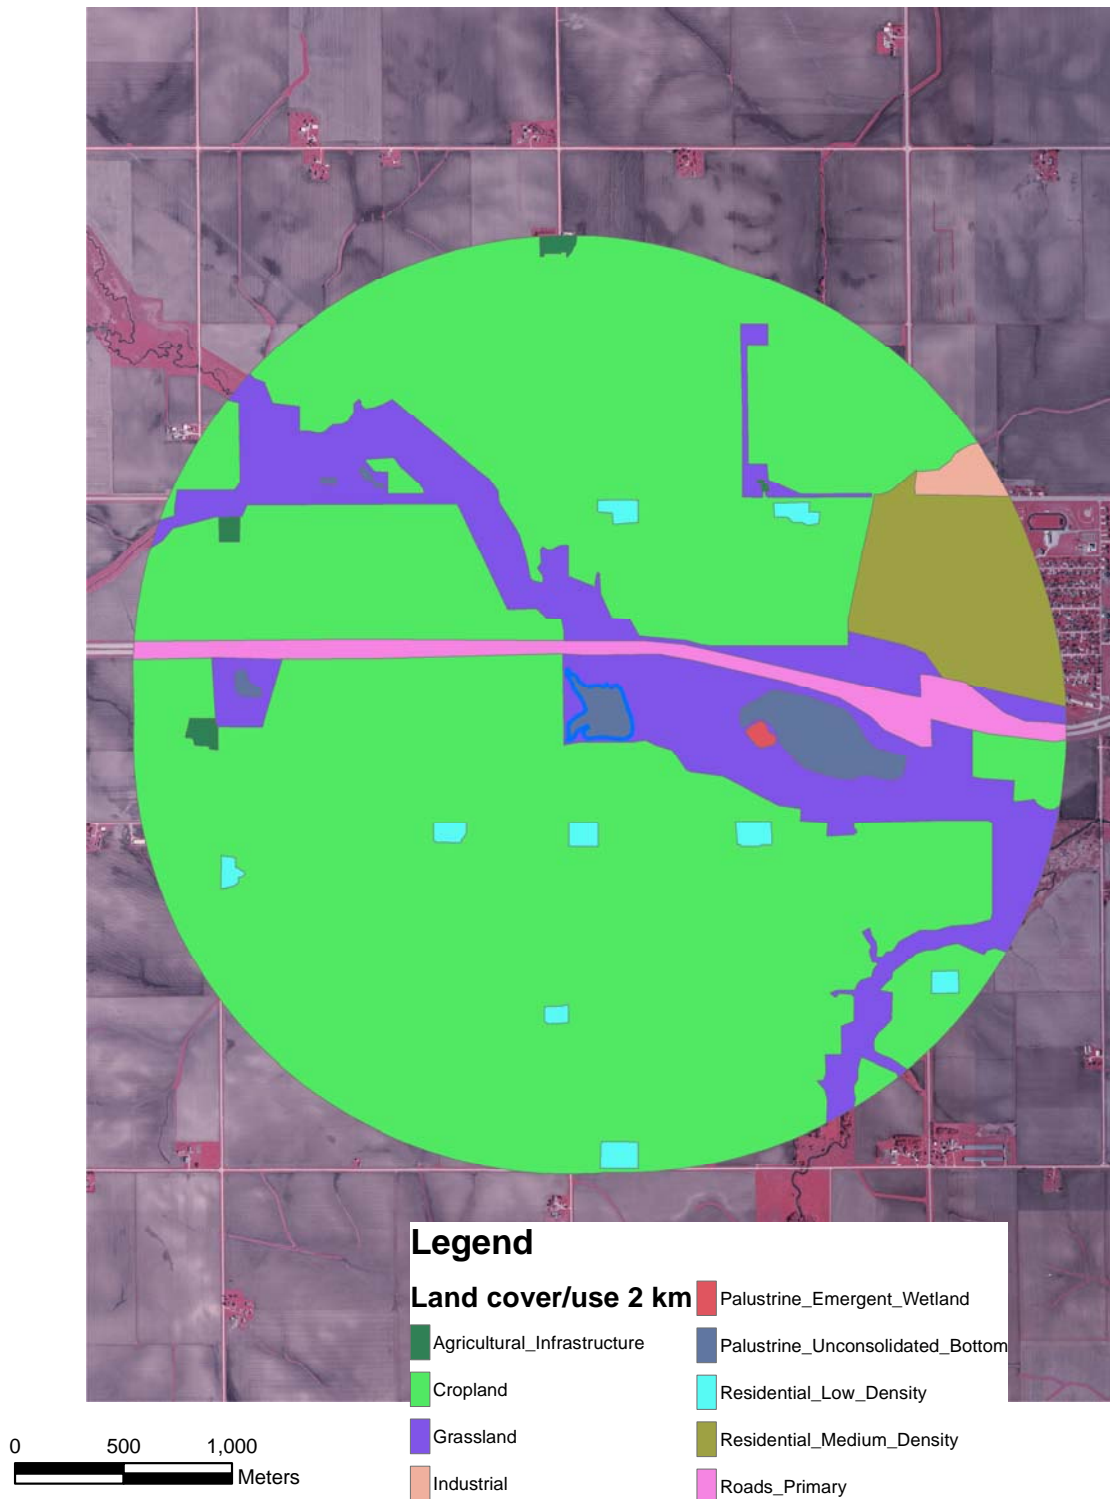 Legend
Land cover/use 2 km
Agricultural_Infrastructure
Cropland
Grassland
Industrial
Palustrine_Emergent_Wetland
Palustrine_Unconsolidated_Bottom
Residential_Low_Density
Residential_Medium_Density
Roads_Primary
0 500 1,000
Meters